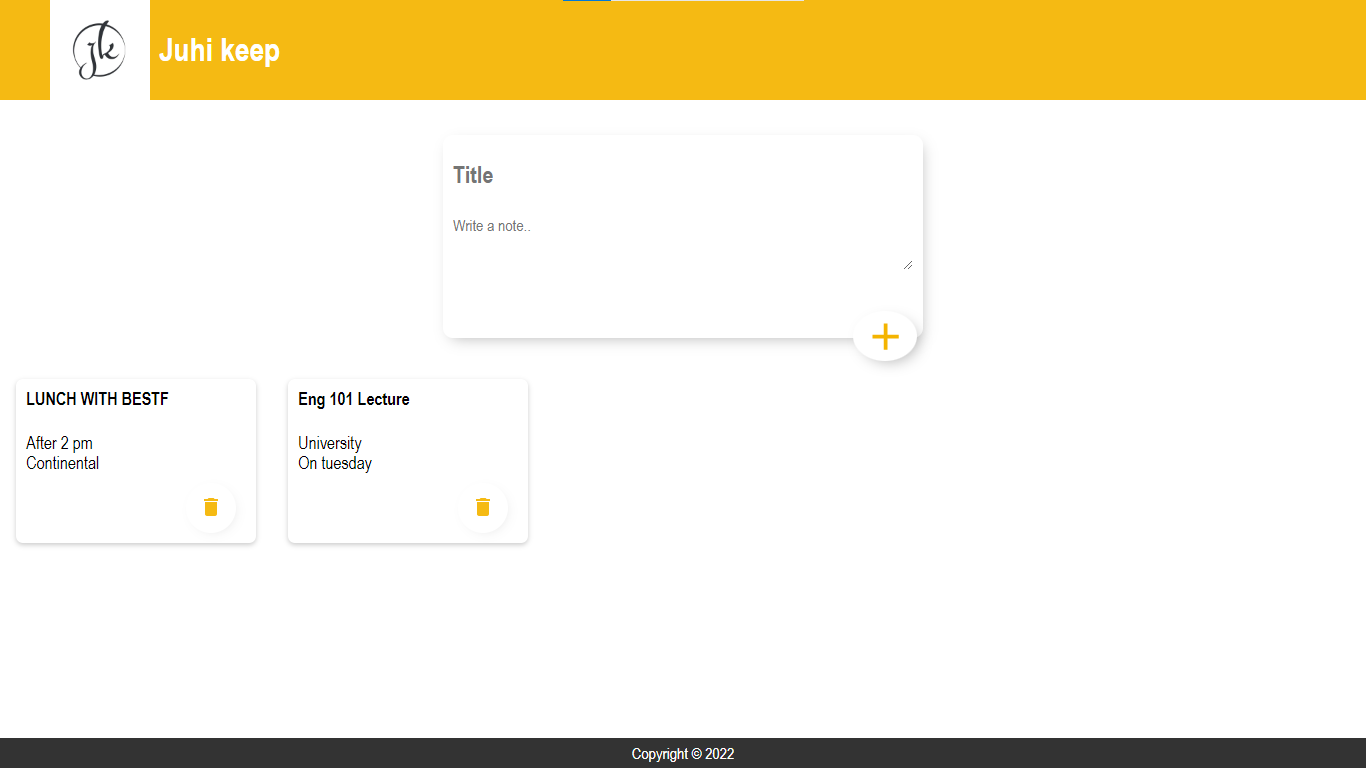 jk
Juhi keep
Title
Write a note..
LUNCH WITH BESTF
After 2 pm
Continental
Eng 101 Lecture
University
On tuesday
Copyright © 2022